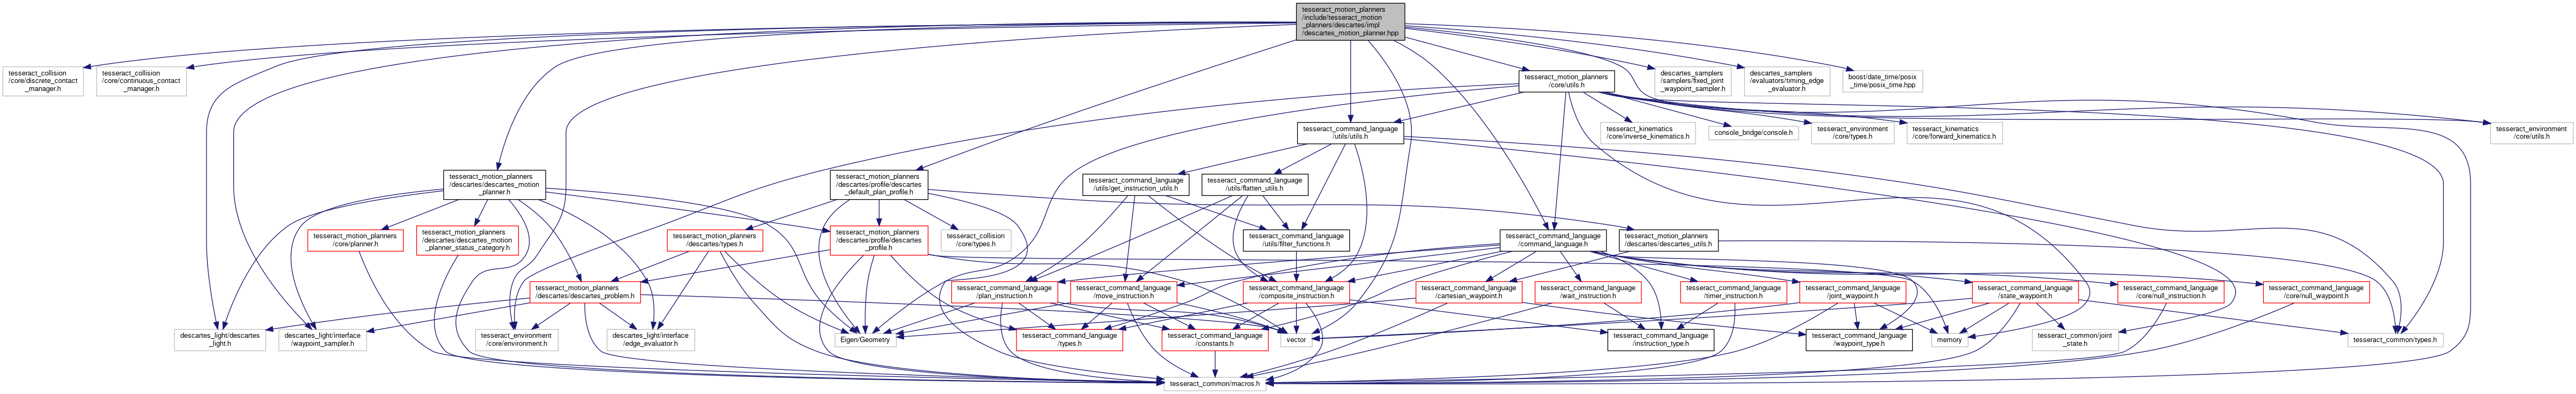 tesseract_motion_planners
/include/tesseract_motion
_planners/descartes/impl
/descartes_motion_planner.hpp
tesseract_collision
/core/discrete_contact
_manager.h
tesseract_collision
/core/continuous_contact
_manager.h
tesseract_motion_planners
/core/utils.h
descartes_samplers
/samplers/fixed_joint
_waypoint_sampler.h
descartes_samplers
/evaluators/timing_edge
_evaluator.h
boost/date_time/posix
_time/posix_time.hpp
tesseract_command_language
/utils/utils.h
tesseract_kinematics
/core/inverse_kinematics.h
console_bridge/console.h
tesseract_environment
/core/types.h
tesseract_kinematics
/core/forward_kinematics.h
tesseract_environment
/core/utils.h
tesseract_motion_planners
/descartes/descartes_motion
_planner.h
tesseract_motion_planners
/descartes/profile/descartes
_default_plan_profile.h
tesseract_command_language
/utils/get_instruction_utils.h
tesseract_command_language
/utils/flatten_utils.h
tesseract_motion_planners
/core/planner.h
tesseract_motion_planners
/descartes/descartes_motion
_planner_status_category.h
tesseract_motion_planners
/descartes/types.h
tesseract_motion_planners
/descartes/profile/descartes
_profile.h
tesseract_collision
/core/types.h
tesseract_command_language
/utils/filter_functions.h
tesseract_command_language
/command_language.h
tesseract_motion_planners
/descartes/descartes_utils.h
tesseract_motion_planners
/descartes/descartes_problem.h
tesseract_command_language
/plan_instruction.h
tesseract_command_language
/move_instruction.h
tesseract_command_language
/composite_instruction.h
tesseract_command_language
/cartesian_waypoint.h
tesseract_command_language
/wait_instruction.h
tesseract_command_language
/timer_instruction.h
tesseract_command_language
/joint_waypoint.h
tesseract_command_language
/state_waypoint.h
tesseract_command_language
/core/null_instruction.h
tesseract_command_language
/core/null_waypoint.h
descartes_light/descartes
_light.h
descartes_light/interface
/waypoint_sampler.h
tesseract_environment
/core/environment.h
descartes_light/interface
/edge_evaluator.h
Eigen/Geometry
tesseract_command_language
/types.h
tesseract_command_language
/constants.h
vector
tesseract_command_language
/instruction_type.h
tesseract_command_language
/waypoint_type.h
memory
tesseract_common/joint
_state.h
tesseract_common/types.h
tesseract_common/macros.h